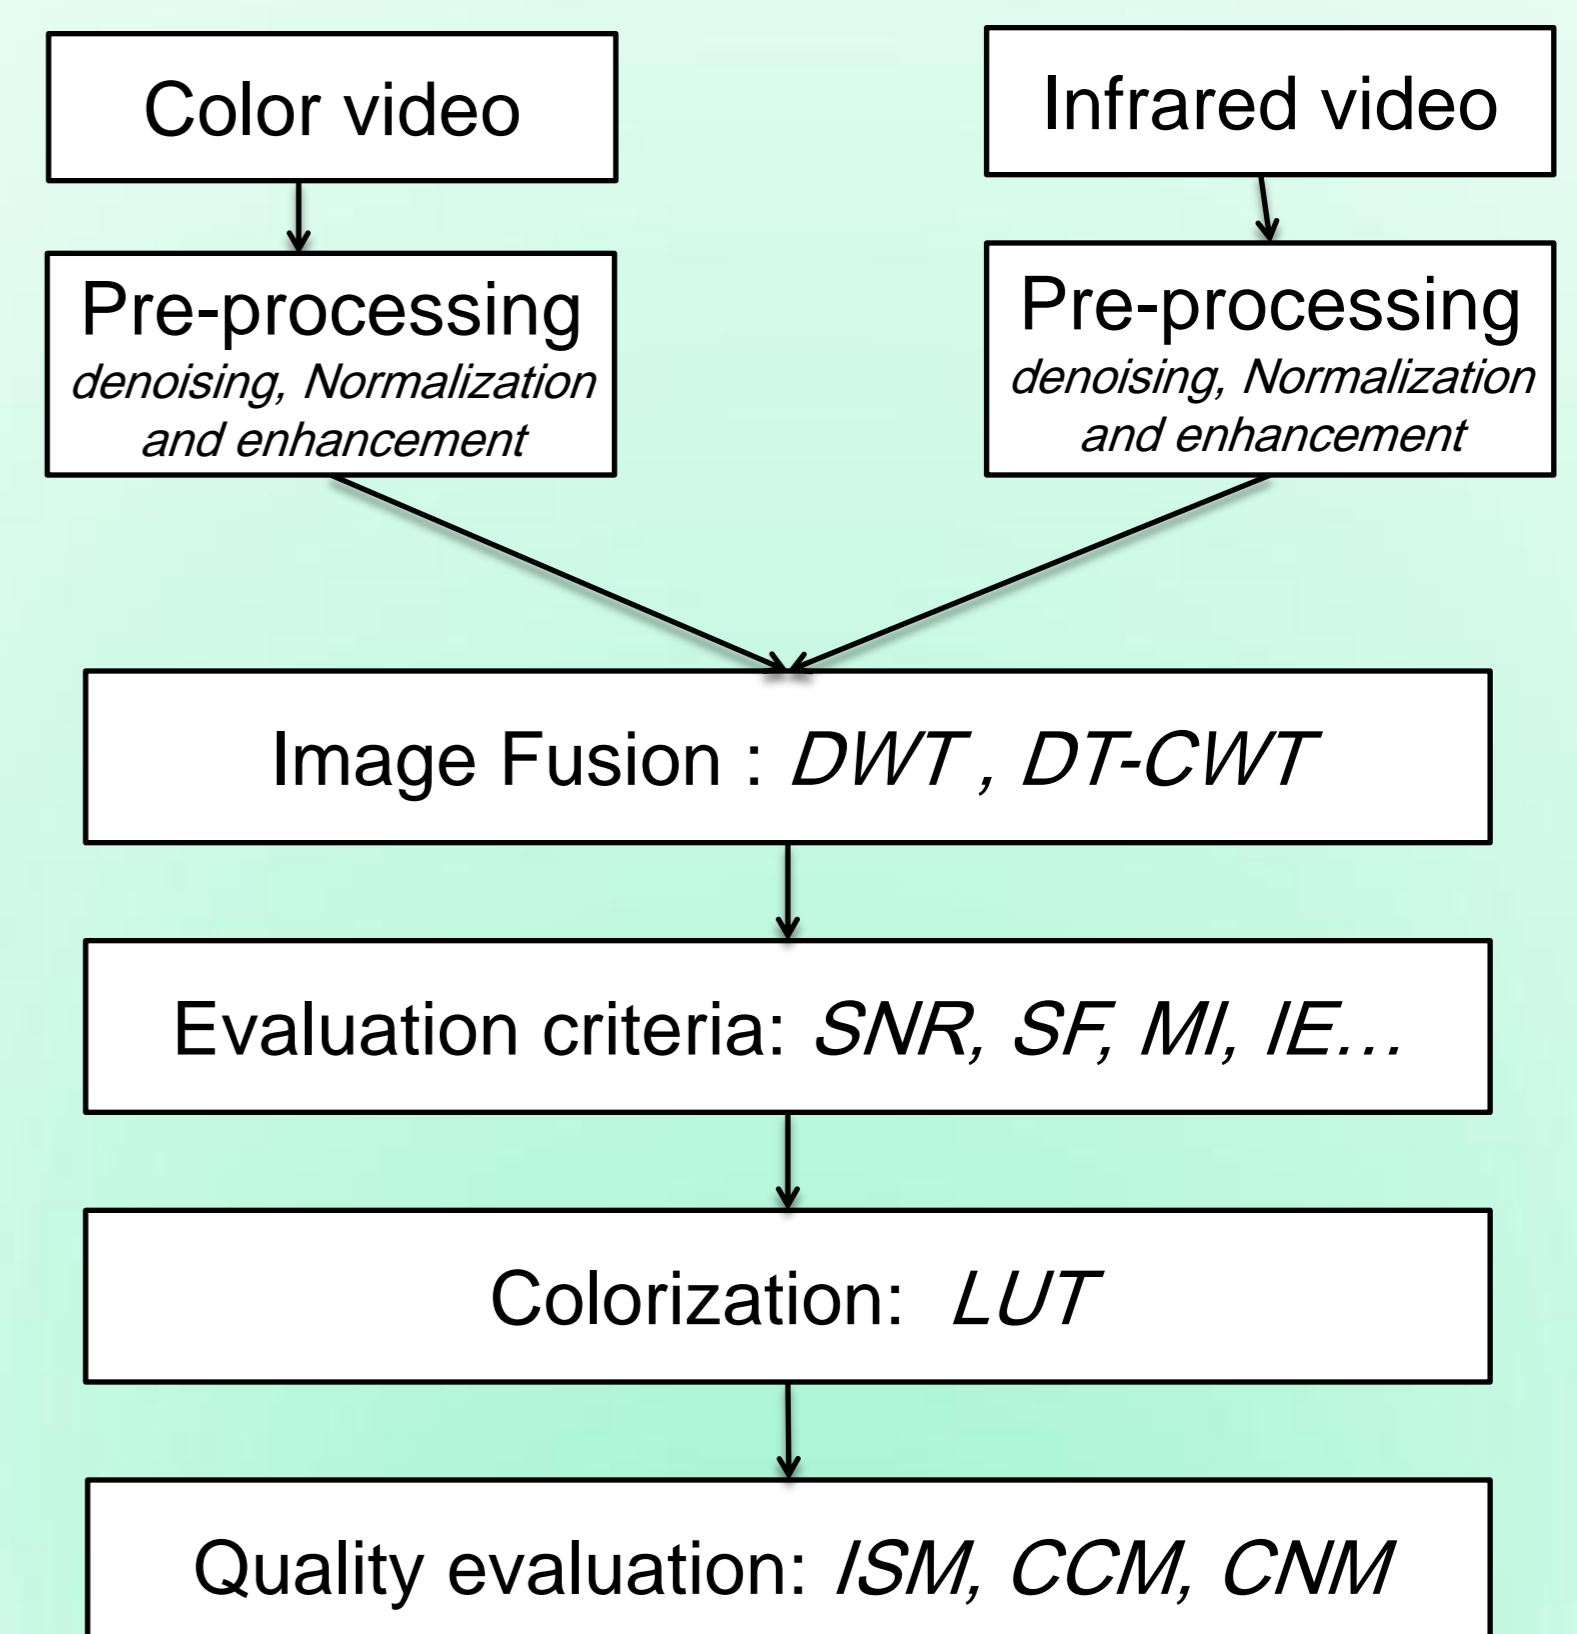 Color video
Infrared video
Pre-processing
denoising, Normalization
and enhancement
Pre-processing
denoising, Normalization
and enhancement
Image Fusion : DWT , DT-CWT
Evaluation criteria: SNR, SF, MI, IE...
Colorization: LUT
Quality evaluation: ISM, CCM, CNM